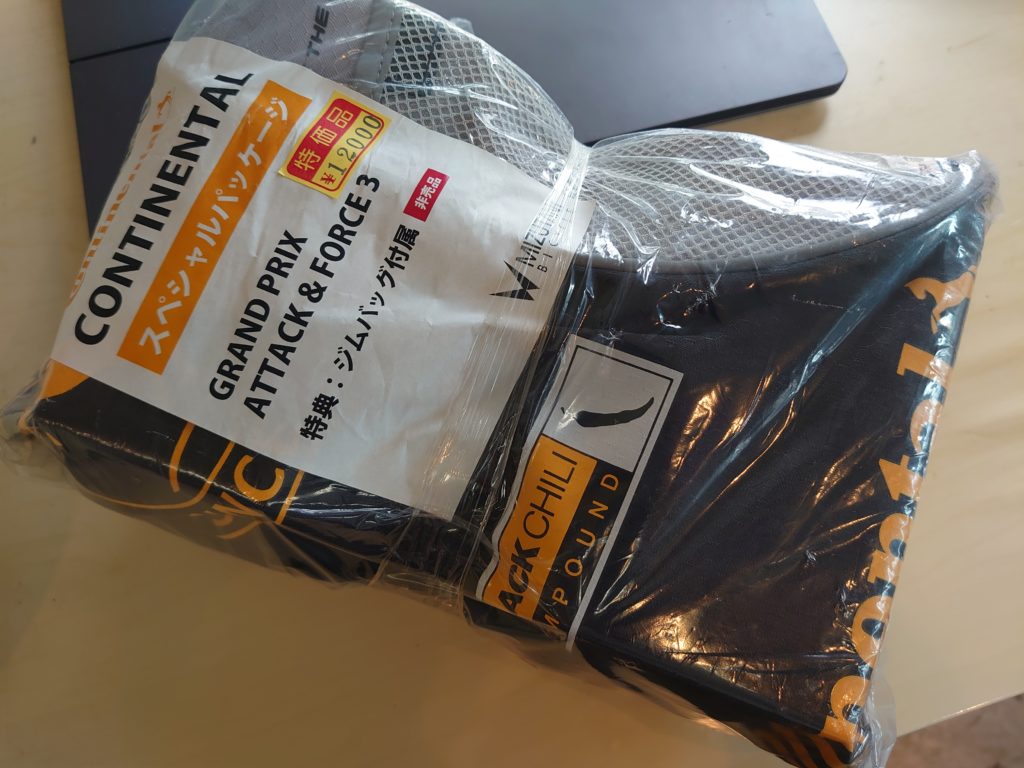 THE
CONTINENTAL
スペシャルパッケージ
特価品
¥12000
GRAND PRIX
ATTACK & FORCE 3
特典：ジムバッグ付属
非売品
ACK CHILI
MPOUND